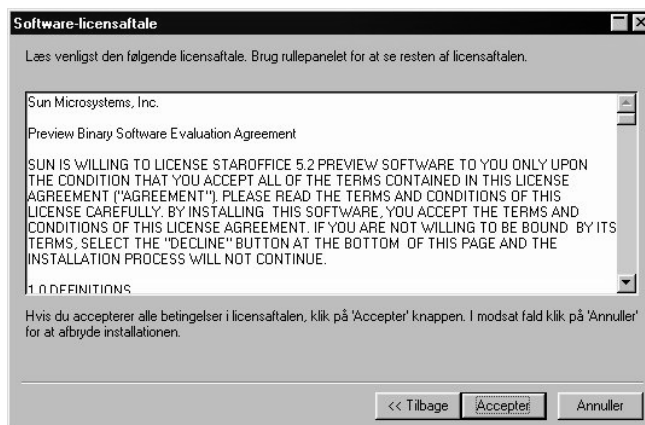 Software-licensaftale
Læs venligst den følgende licensaftale. Brug rullepanelet for at se resten af licensaftalen.
Sun Microsystems, Inc.
Preview Binary Software Evaluation Agreement
SUN IS WILLING TO LICENSE STAROFFICE 5.2 PREVIEW SOFTWARE TO YOU ONLY UPON
THE CONDITION THAT YOU ACCEPT ALL OF THE TERMS CONTAINED IN THIS LICENSE
AGREEMENT ("AGREEMENT"). PLEASE READ THE TERMS AND CONDITIONS OF THIS
LICENSE CAREFULLY. BY INSTALLING  THIS SOFTWARE, YOU ACCEPT THE TERMS AND
CONDITIONS OF THIS LICENSE AGREEMENT. IF YOU ARE NOT WILLING TO BE BOUND  BY ITS
TERMS, SELECT THE "DECLINE" BUTTON AT THE BOTTOM  OF THIS PAGE AND THE
INSTALLATION PROCESS WILL NOT CONTINUE.
1.0 DEFINITIONS
Hvis du accepterer alle betingelser i licensaftalen, klik på 'Accepter' knappen. I modsat fald klik på 'Annuller'
for at afbryde installationen.
<< Tilbage
Accepter
Annuller